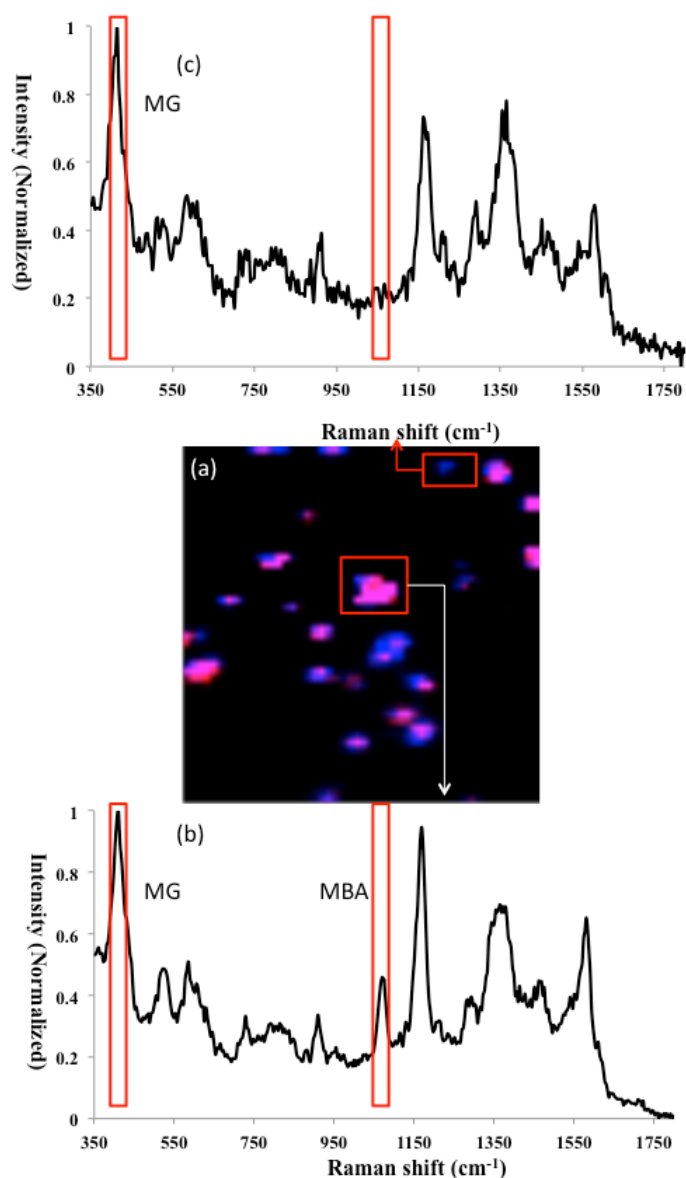 Intensity (Normalized)
1
0.8
0.6
0.4
0.2
0
(c)
MG
350 550 750 950 1150 1350 1550 1750
Raman shift (cm⁻¹)
(a)
Intensity (Normalized)
1
0.8
0.6
0.4
0.2
0
(b)
MG
MBA
350 550 750 950 1150 1350 1550 1750
Raman shift (cm⁻¹)